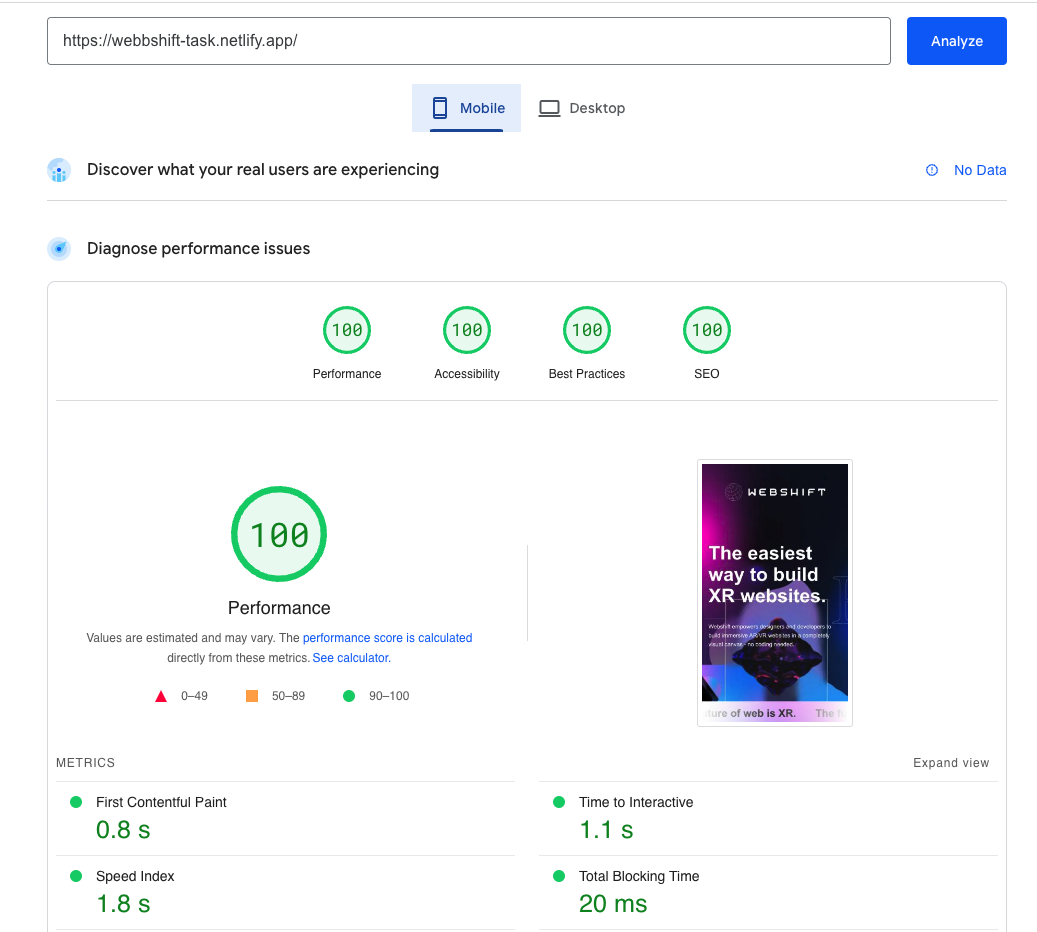 https://webbshift-task.netlify.app/
Analyze
Mobile
Desktop
Discover what your real users are experiencing
No Data
Diagnose performance issues
100
100
100
100
Performance
Accessibility
Best Practices
SEO
100
Performance
Values are estimated and may vary. The performance score is calculated
directly from these metrics. See calculator.
0–49
50–89
90–100
WEBSHIFT
The easiest
way to build
XR websites.
Webshift empowers designers and developers to
build immersive AR/VR websites in a completely
visual canvas - no coding needed.
ture of web is XR. The fu
METRICS
Expand view
First Contentful Paint
0.8 s
Time to Interactive
1.1 s
Speed Index
1.8 s
Total Blocking Time
20 ms